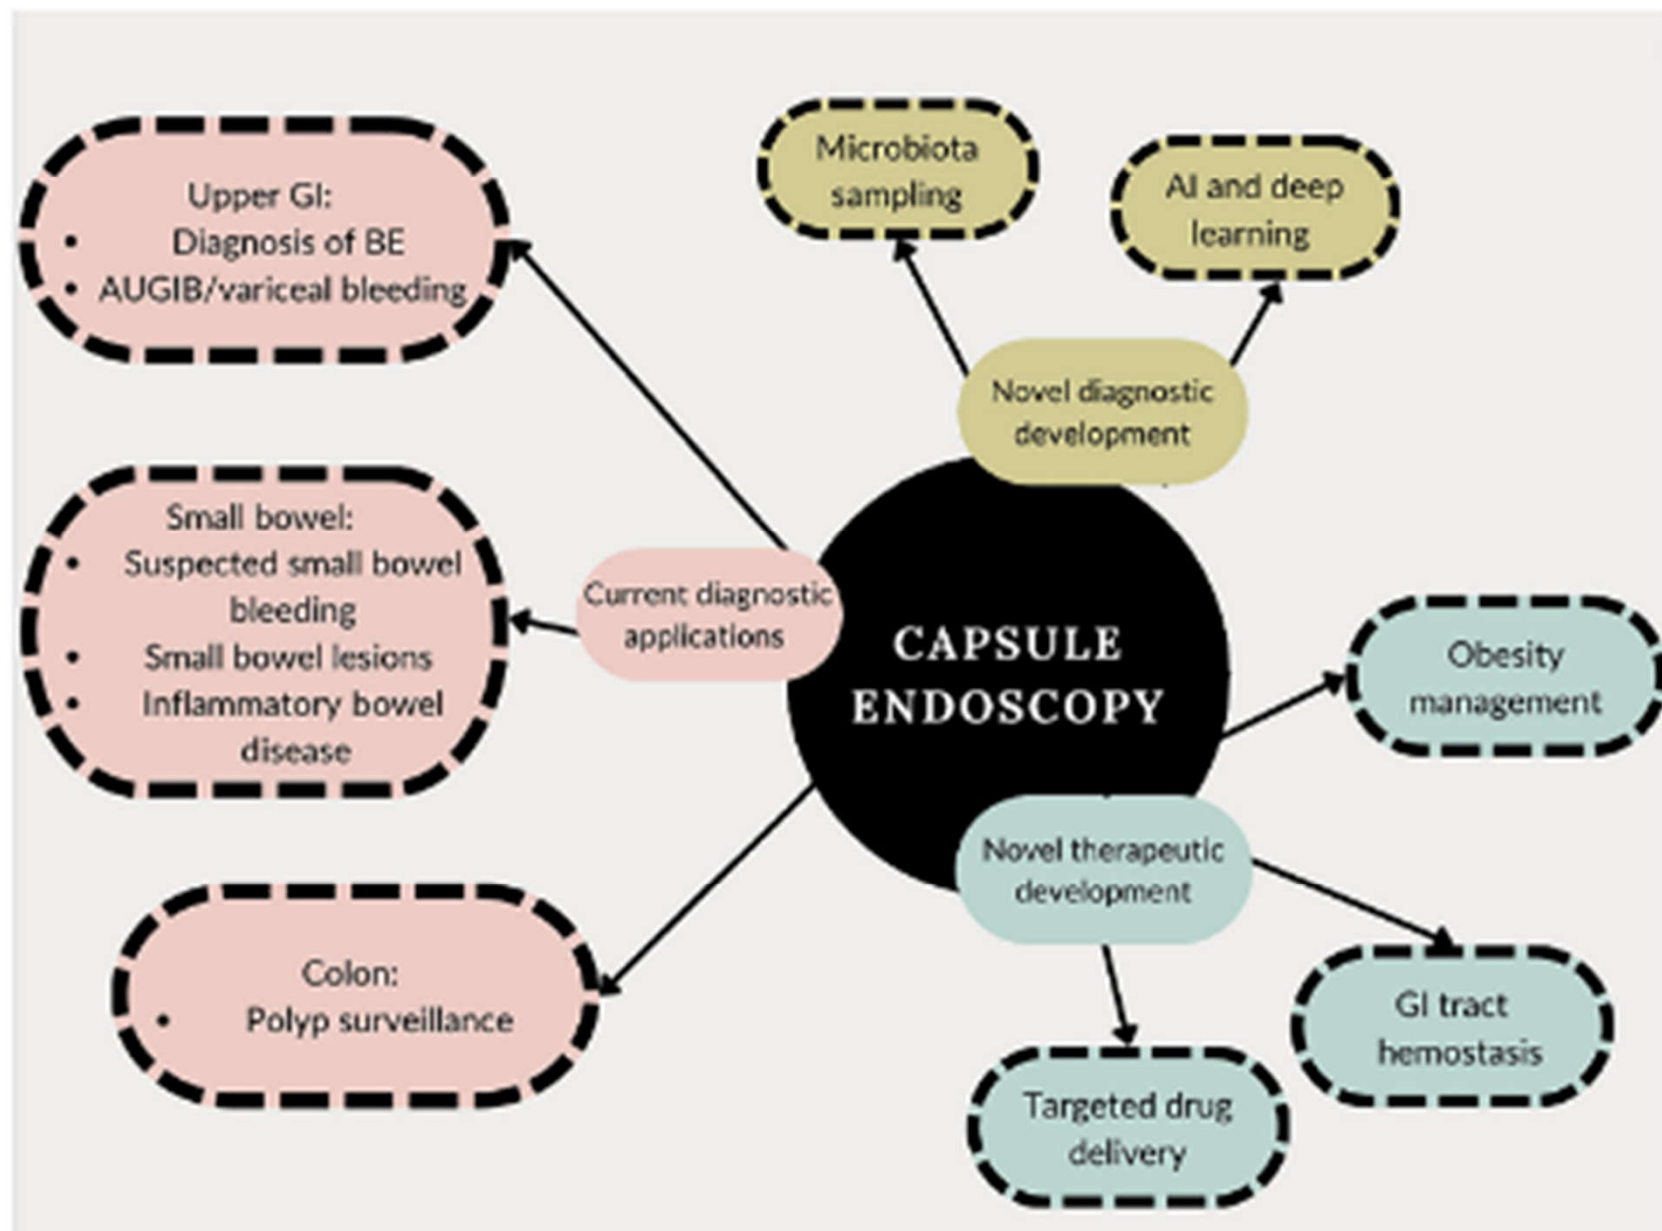 Upper GI:
• Diagnosis of BE
• AUGIB/variceal bleeding
Small bowel:
• Suspected small bowel
bleeding
• Small bowel lesions
• Inflammatory bowel
disease
Colon:
• Polyp surveillance
Current diagnostic
applications
CAPSULE
ENDOSCOPY
Microbiota
sampling
AI and deep
learning
Novel diagnostic
development
Obesity
management
Novel therapeutic
development
GI tract
hemostasis
Targeted drug
delivery